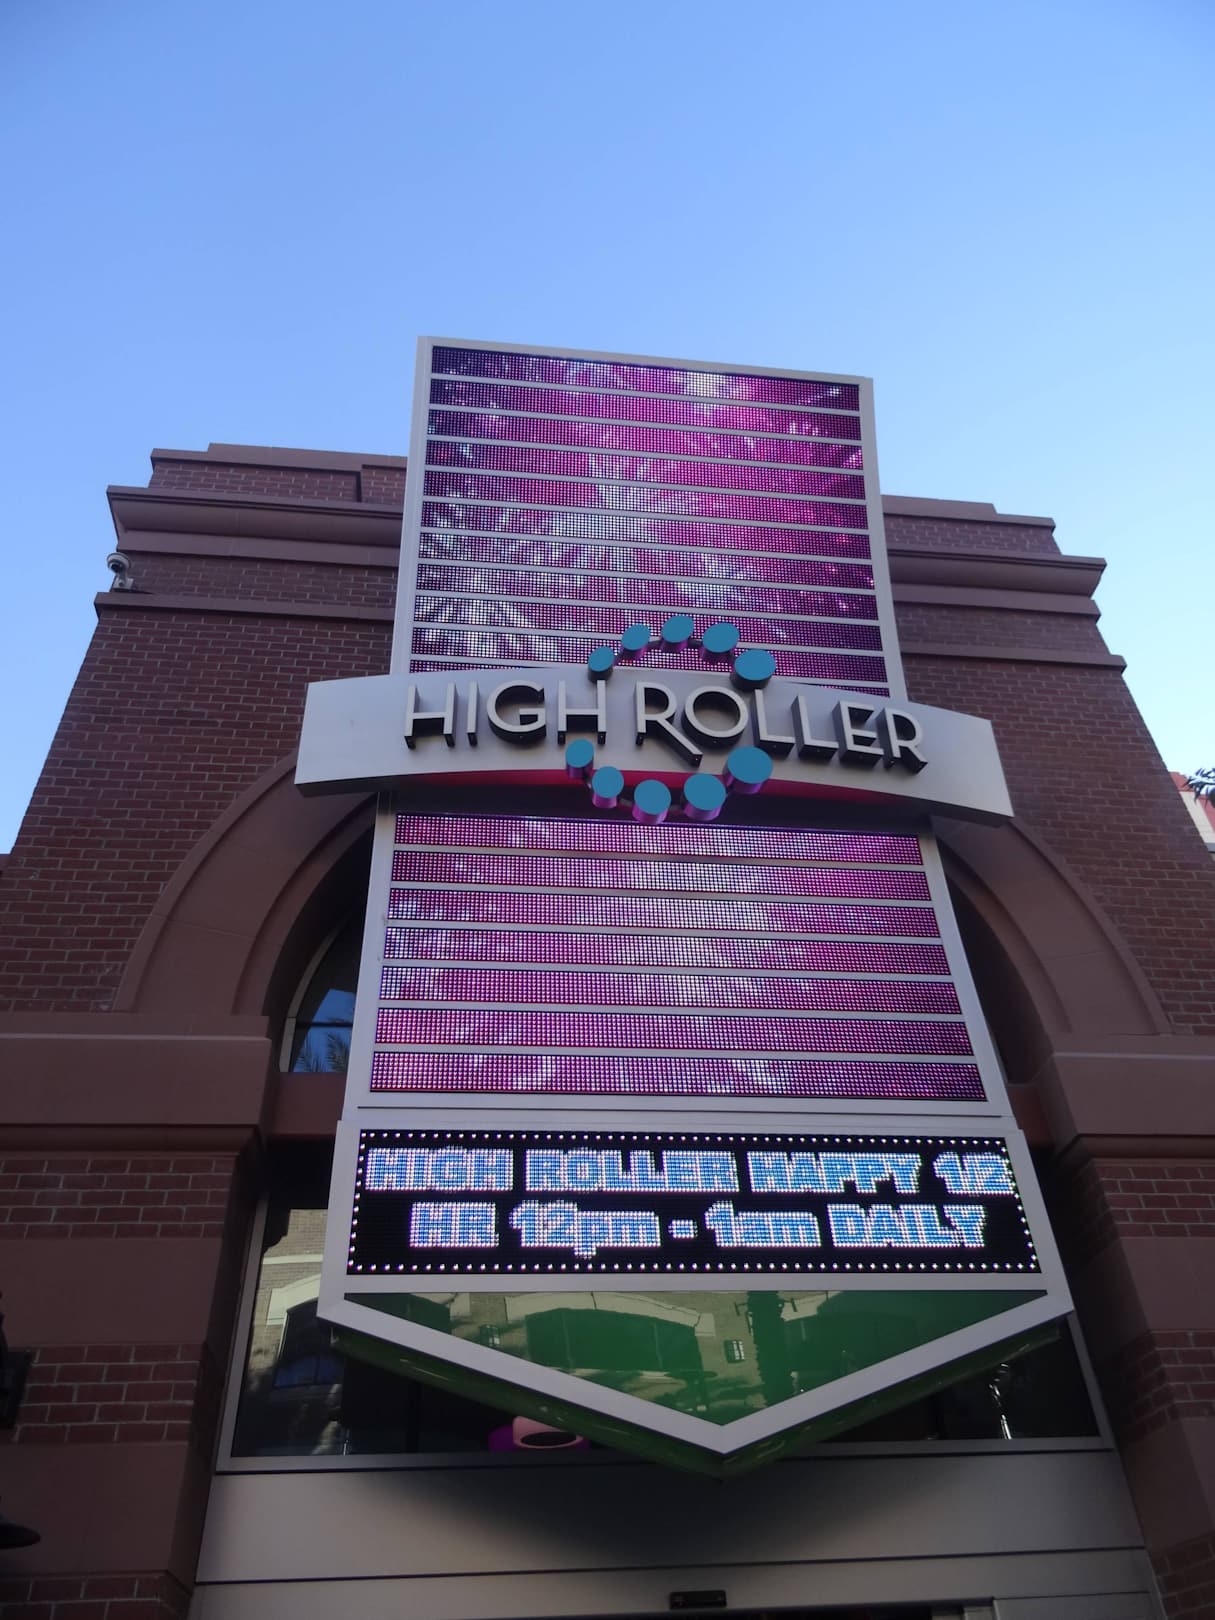 HIGH ROLLER
HIGH ROLLER HAPPY 1/2
HR 12pm - 1am DAILY